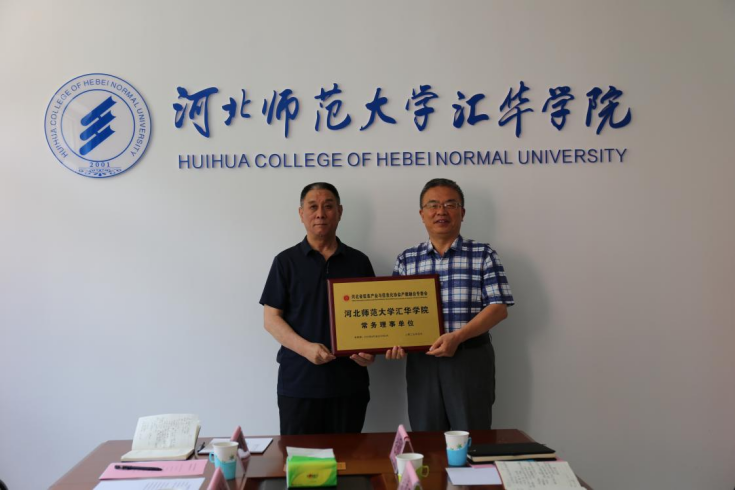 HUIHUA COLLEGE OF HEBEI NORMAL UNIVERSITY
2001
河北师范大学汇华学院
HUIHUA COLLEGE OF HEBEI NORMAL UNIVERSITY
河北师范大学汇华学院
常务理事单位